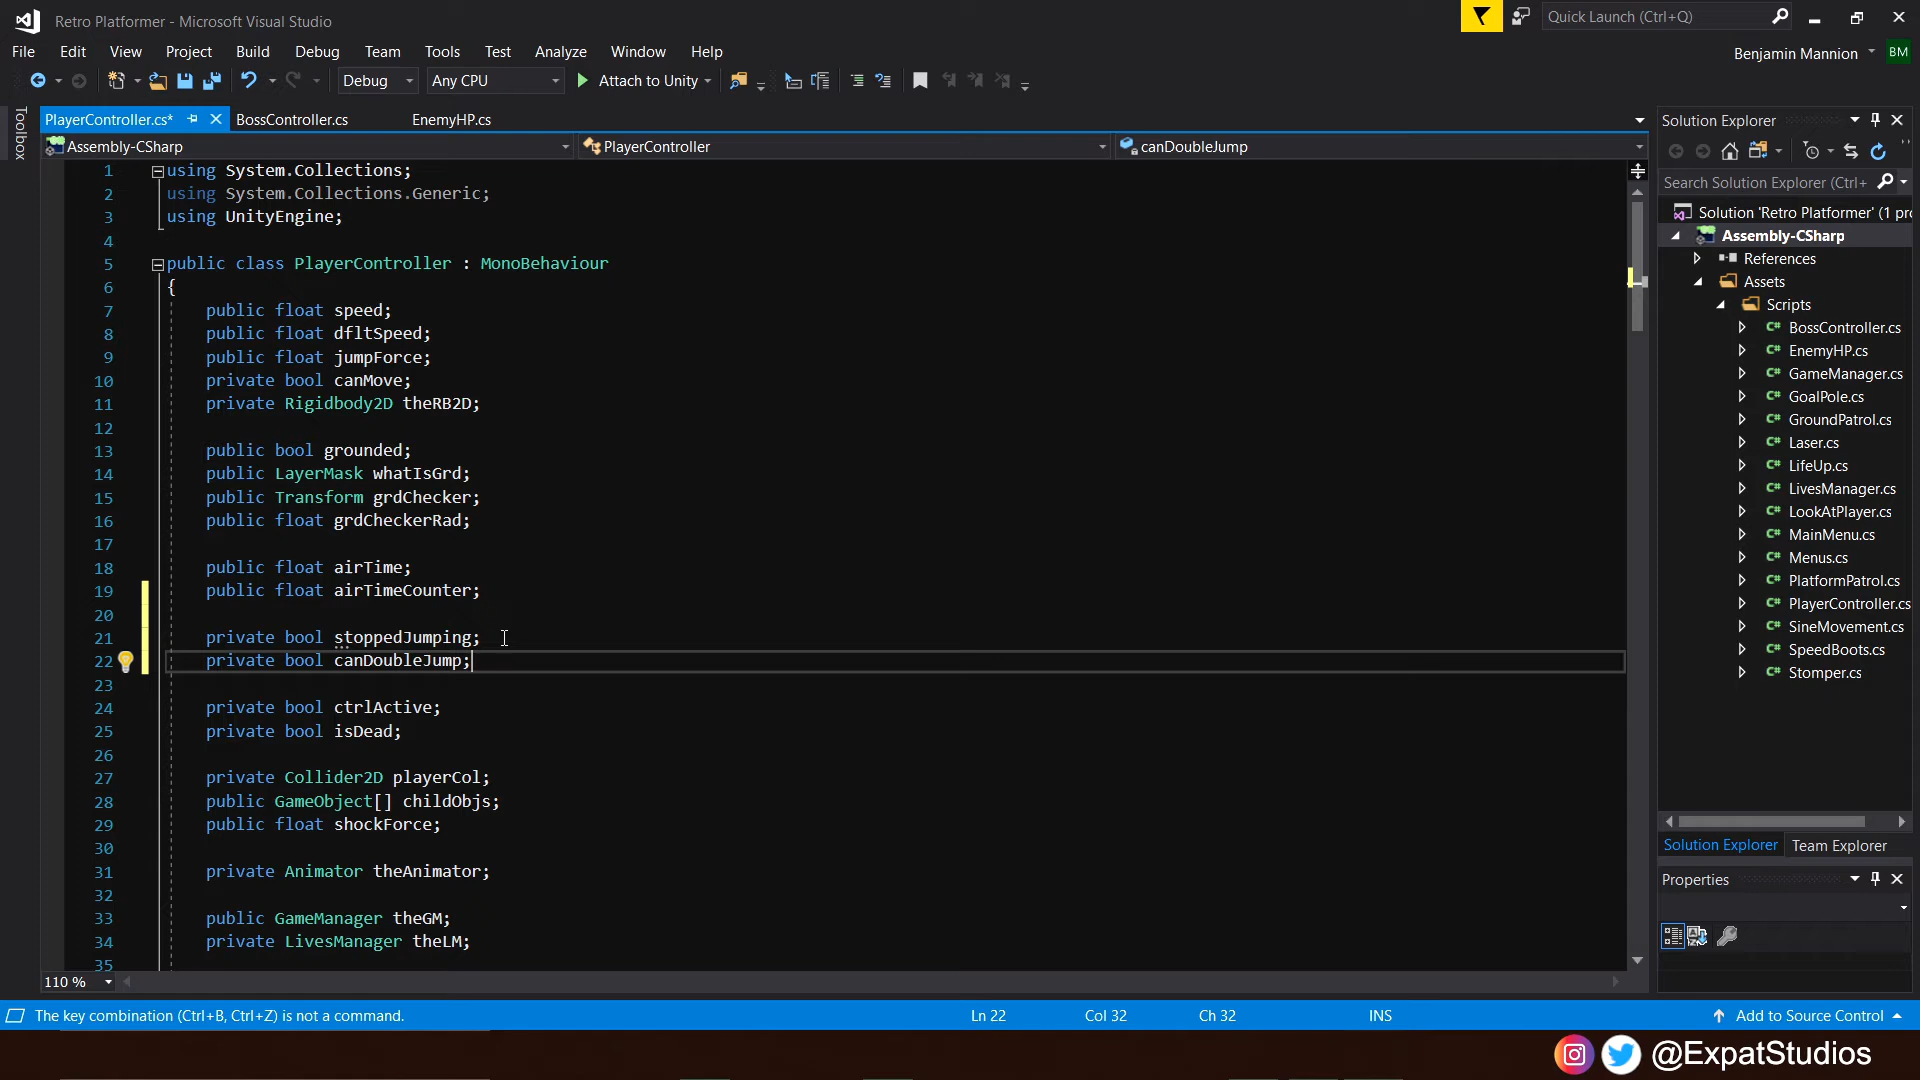 Retro Platformer - Microsoft Visual Studio
Quick Launch (Ctrl+Q)
File Edit View Project Build Debug Team Tools Test Analyze Window Help
Benjamin Mannion BM
Debug Any CPU Attach to Unity
Toolbox
PlayerController.cs* BossController.cs EnemyHP.cs
Assembly-CSharp PlayerController canDoubleJump
1 using System.Collections;
2 using System.Collections.Generic;
3 using UnityEngine;
4
5 public class PlayerController : MonoBehaviour
6 {
7 public float speed;
8 public float dfltSpeed;
9 public float jumpForce;
10 private bool canMove;
11 private Rigidbody2D theRB2D;
12
13 public bool grounded;
14 public LayerMask whatIsGrd;
15 public Transform grdChecker;
16 public float grdCheckerRad;
17
18 public float airTime;
19 public float airTimeCounter;
20
21 private bool stoppedJumping;
22 private bool canDoubleJump;
23
24 private bool ctrlActive;
25 private bool isDead;
26
27 private Collider2D playerCol;
28 public GameObject[] childObjs;
29 public float shockForce;
30
31 private Animator theAnimator;
32
33 public GameManager theGM;
34 private LivesManager theLM;
35
110 %
Solution Explorer
Search Solution Explorer (Ctrl+
Solution 'Retro Platformer' (1 pro
Assembly-CSharp
References
Assets
Scripts
C# BossController.cs
C# EnemyHP.cs
C# GameManager.cs
C# GoalPole.cs
C# GroundPatrol.cs
C# Laser.cs
C# LifeUp.cs
C# LivesManager.cs
C# LookAtPlayer.cs
C# MainMenu.cs
C# Menus.cs
C# PlatformPatrol.cs
C# PlayerController.cs
C# SineMovement.cs
C# SpeedBoots.cs
C# Stomper.cs
Solution Explorer Team Explorer
Properties
The key combination (Ctrl+B, Ctrl+Z) is not a command. Ln 22 Col 32 Ch 32 INS Add to Source Control
@ExpatStudios